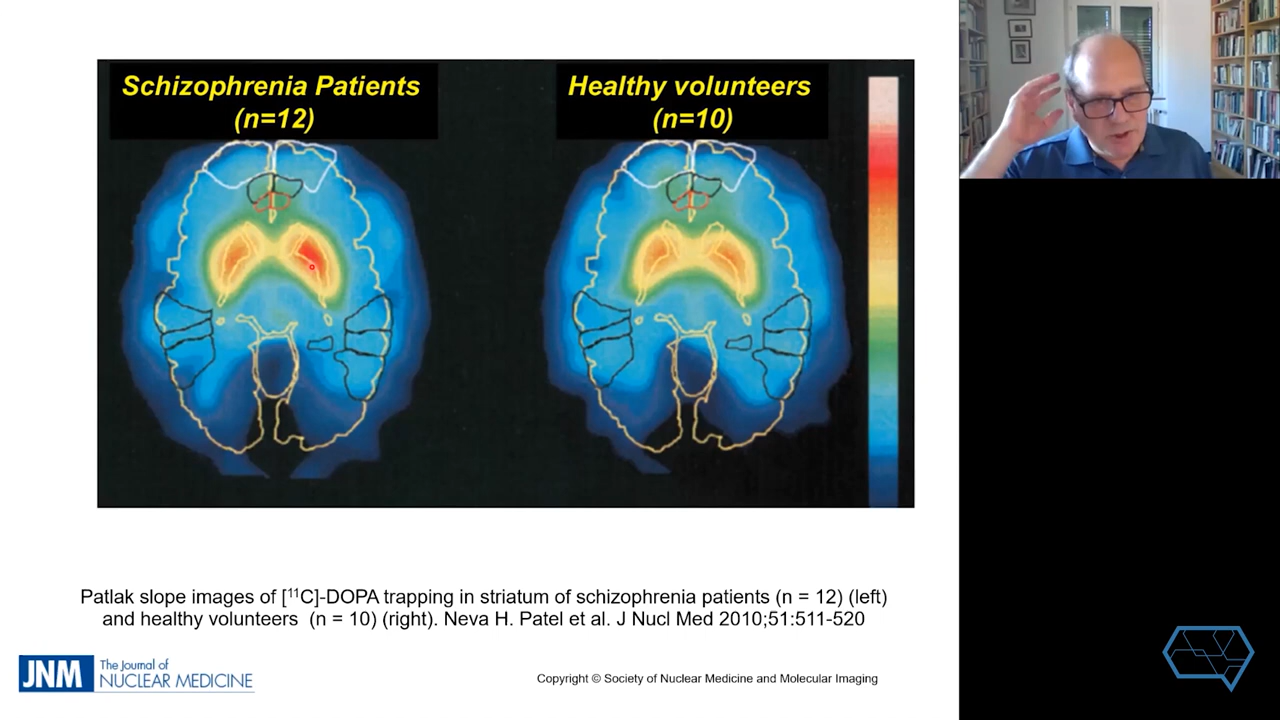 Schizophrenia Patients
(n=12)
Healthy volunteers
(n=10)
Patlak slope images of [¹¹C]-DOPA trapping in striatum of schizophrenia patients (n = 12) (left)
and healthy volunteers (n = 10) (right). Neva H. Patel et al. J Nucl Med 2010;51:511-520
JNM
The Journal of
NUCLEAR MEDICINE
Copyright © Society of Nuclear Medicine and Molecular Imaging